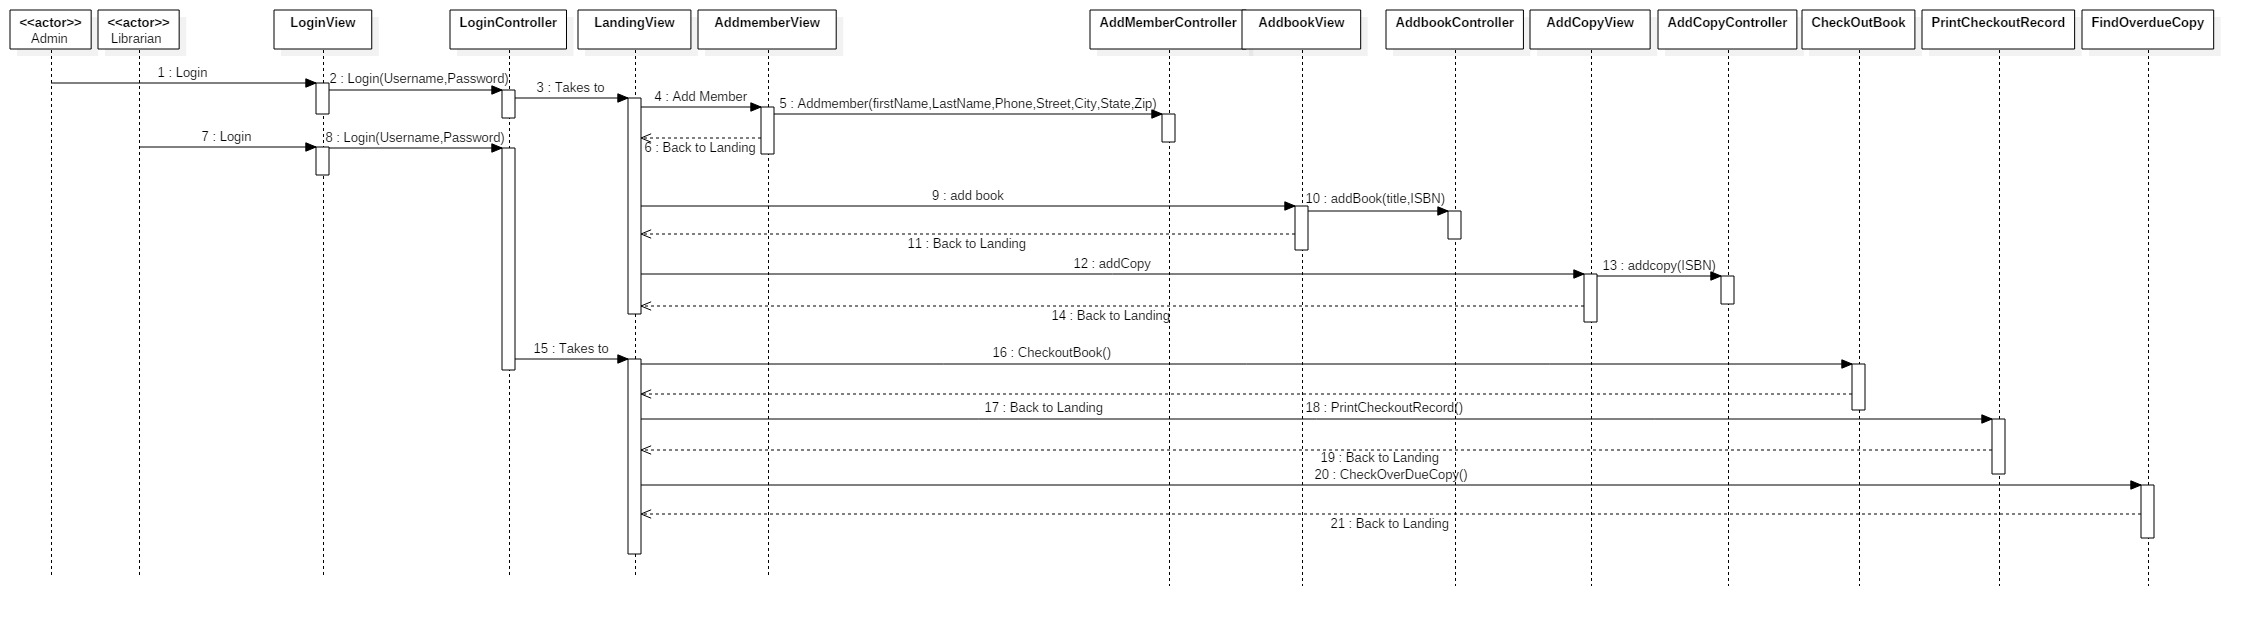 <<actor>>
Admin
<<actor>>
Librarian
LoginView
LoginController
LandingView
AddmemberView
AddMemberController
AddbookView
AddbookController
AddCopyView
AddCopyController
CheckOutBook
PrintCheckoutRecord
FindOverdueCopy
1 : Login
2 : Login(Username,Password)
3 : Takes to
4 : Add Member
5 : Addmember(firstName,LastName,Phone,Street,City,State,Zip)
6 : Back to Landing
7 : Login
8 : Login(Username,Password)
9 : add book
10 : addBook(title,ISBN)
11 : Back to Landing
12 : addCopy
13 : addcopy(ISBN)
14 : Back to Landing
15 : Takes to
16 : CheckoutBook()
17 : Back to Landing
18 : PrintCheckoutRecord()
19 : Back to Landing
20 : CheckOverDueCopy()
21 : Back to Landing